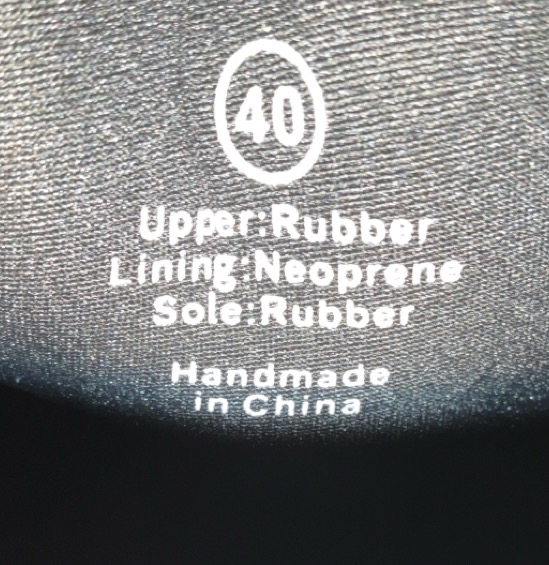 40
Upper:Rubber
Lining:Neoprene
Sole:Rubber
Handmade
in China